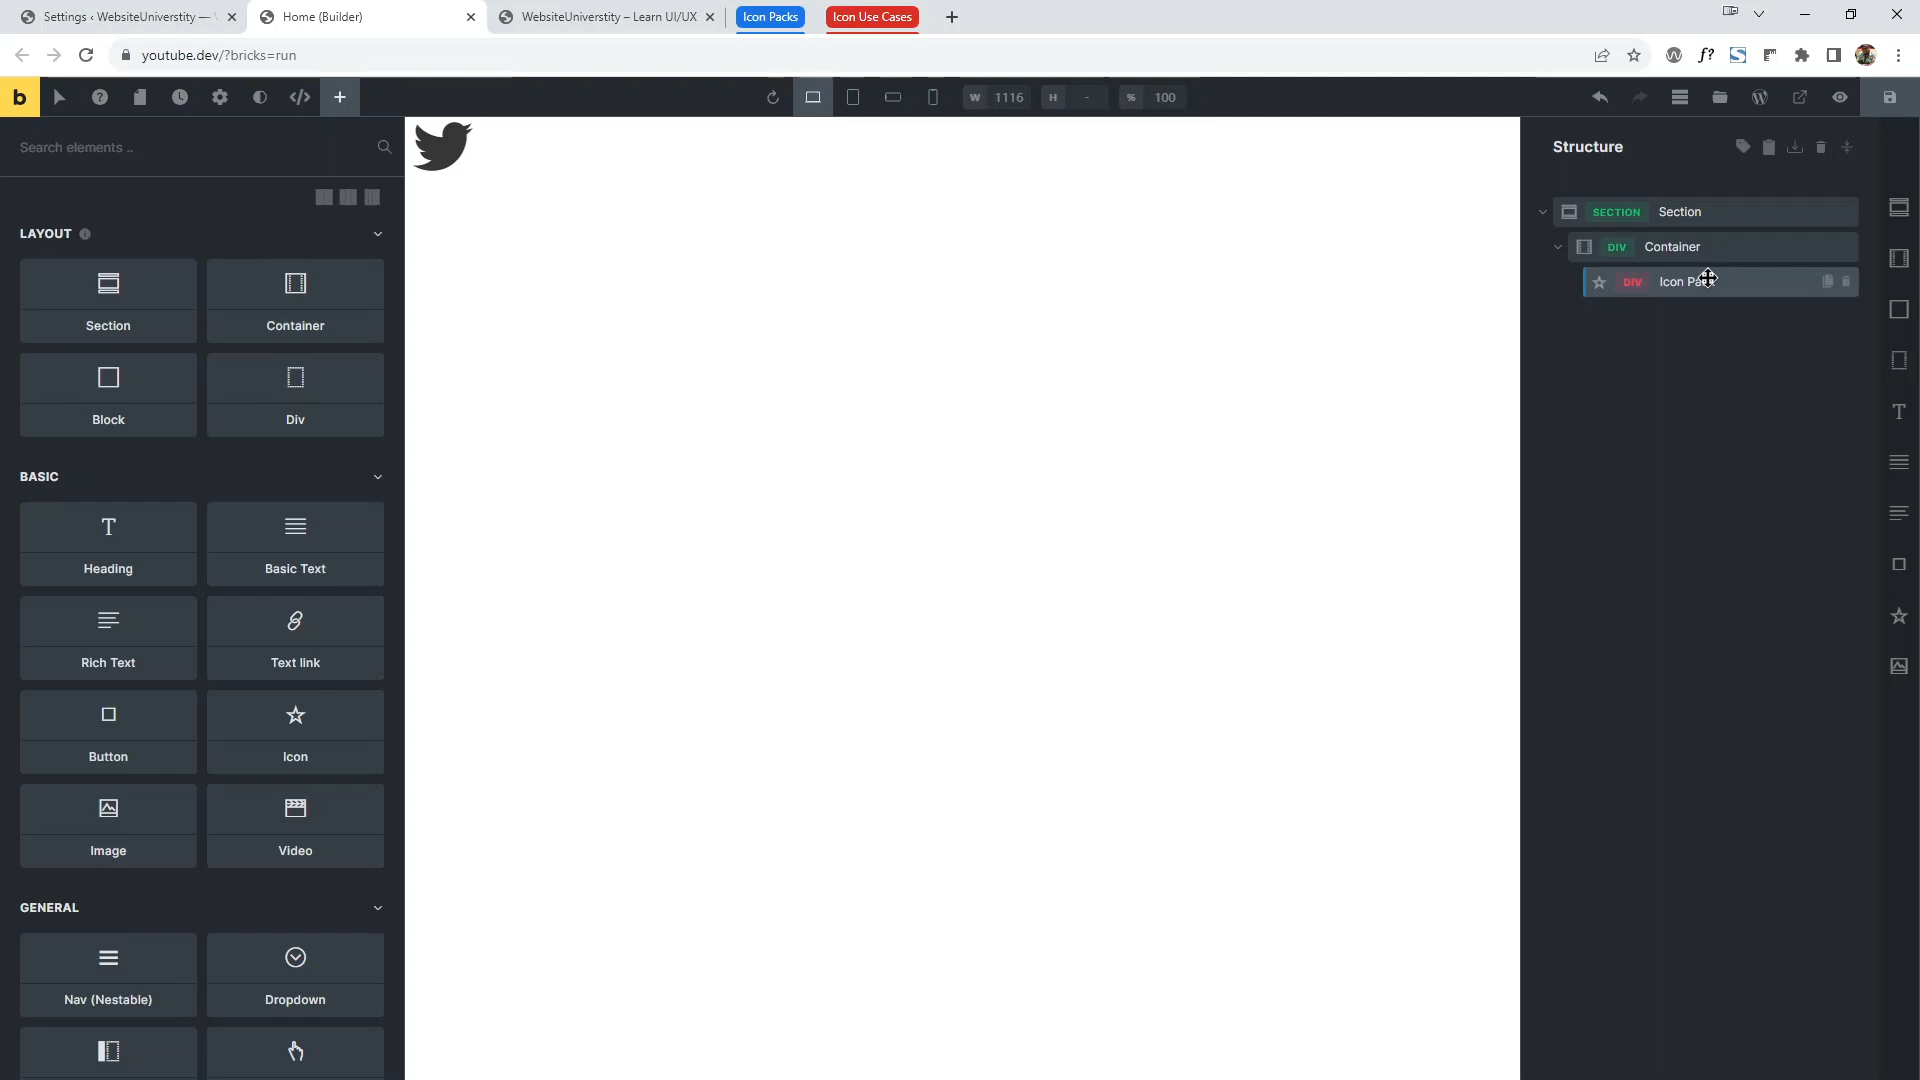 Settings ‹ WebsiteUniverstity —
Home (Builder)
WebsiteUniverstity – Learn UI/UX
Icon Packs
Icon Use Cases
youtube.dev/?bricks=run
f?
b
W 1116
H -
% 100
Search elements ..
Structure
LAYOUT
SECTION Section
DIV Container
DIV Icon
Section
Container
Block
Div
BASIC
Heading
Basic Text
Rich Text
Text link
Button
Icon
Image
Video
GENERAL
Nav (Nestable)
Dropdown